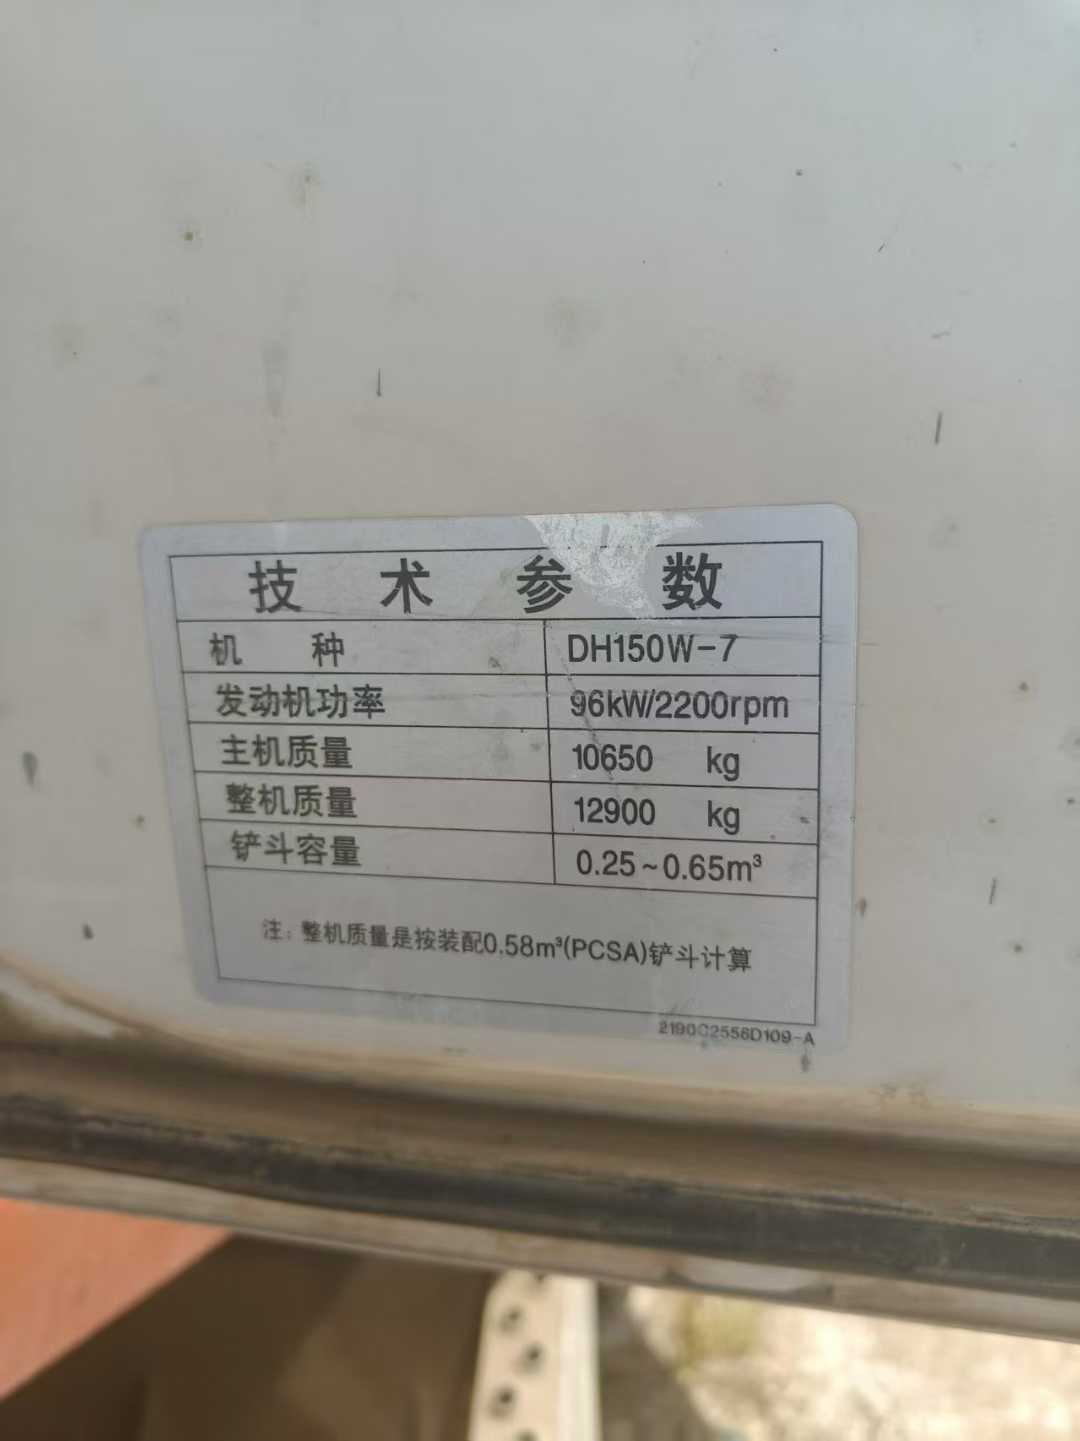 技术参数
机种 DH150W-7
发动机功率 96kW/2200rpm
主机质量 10650 kg
整机质量 12900 kg
铲斗容量 0.25~0.65m³
注：整机质量是按装配0.58m³(PCSA)铲斗计算
2190C2556D109-A